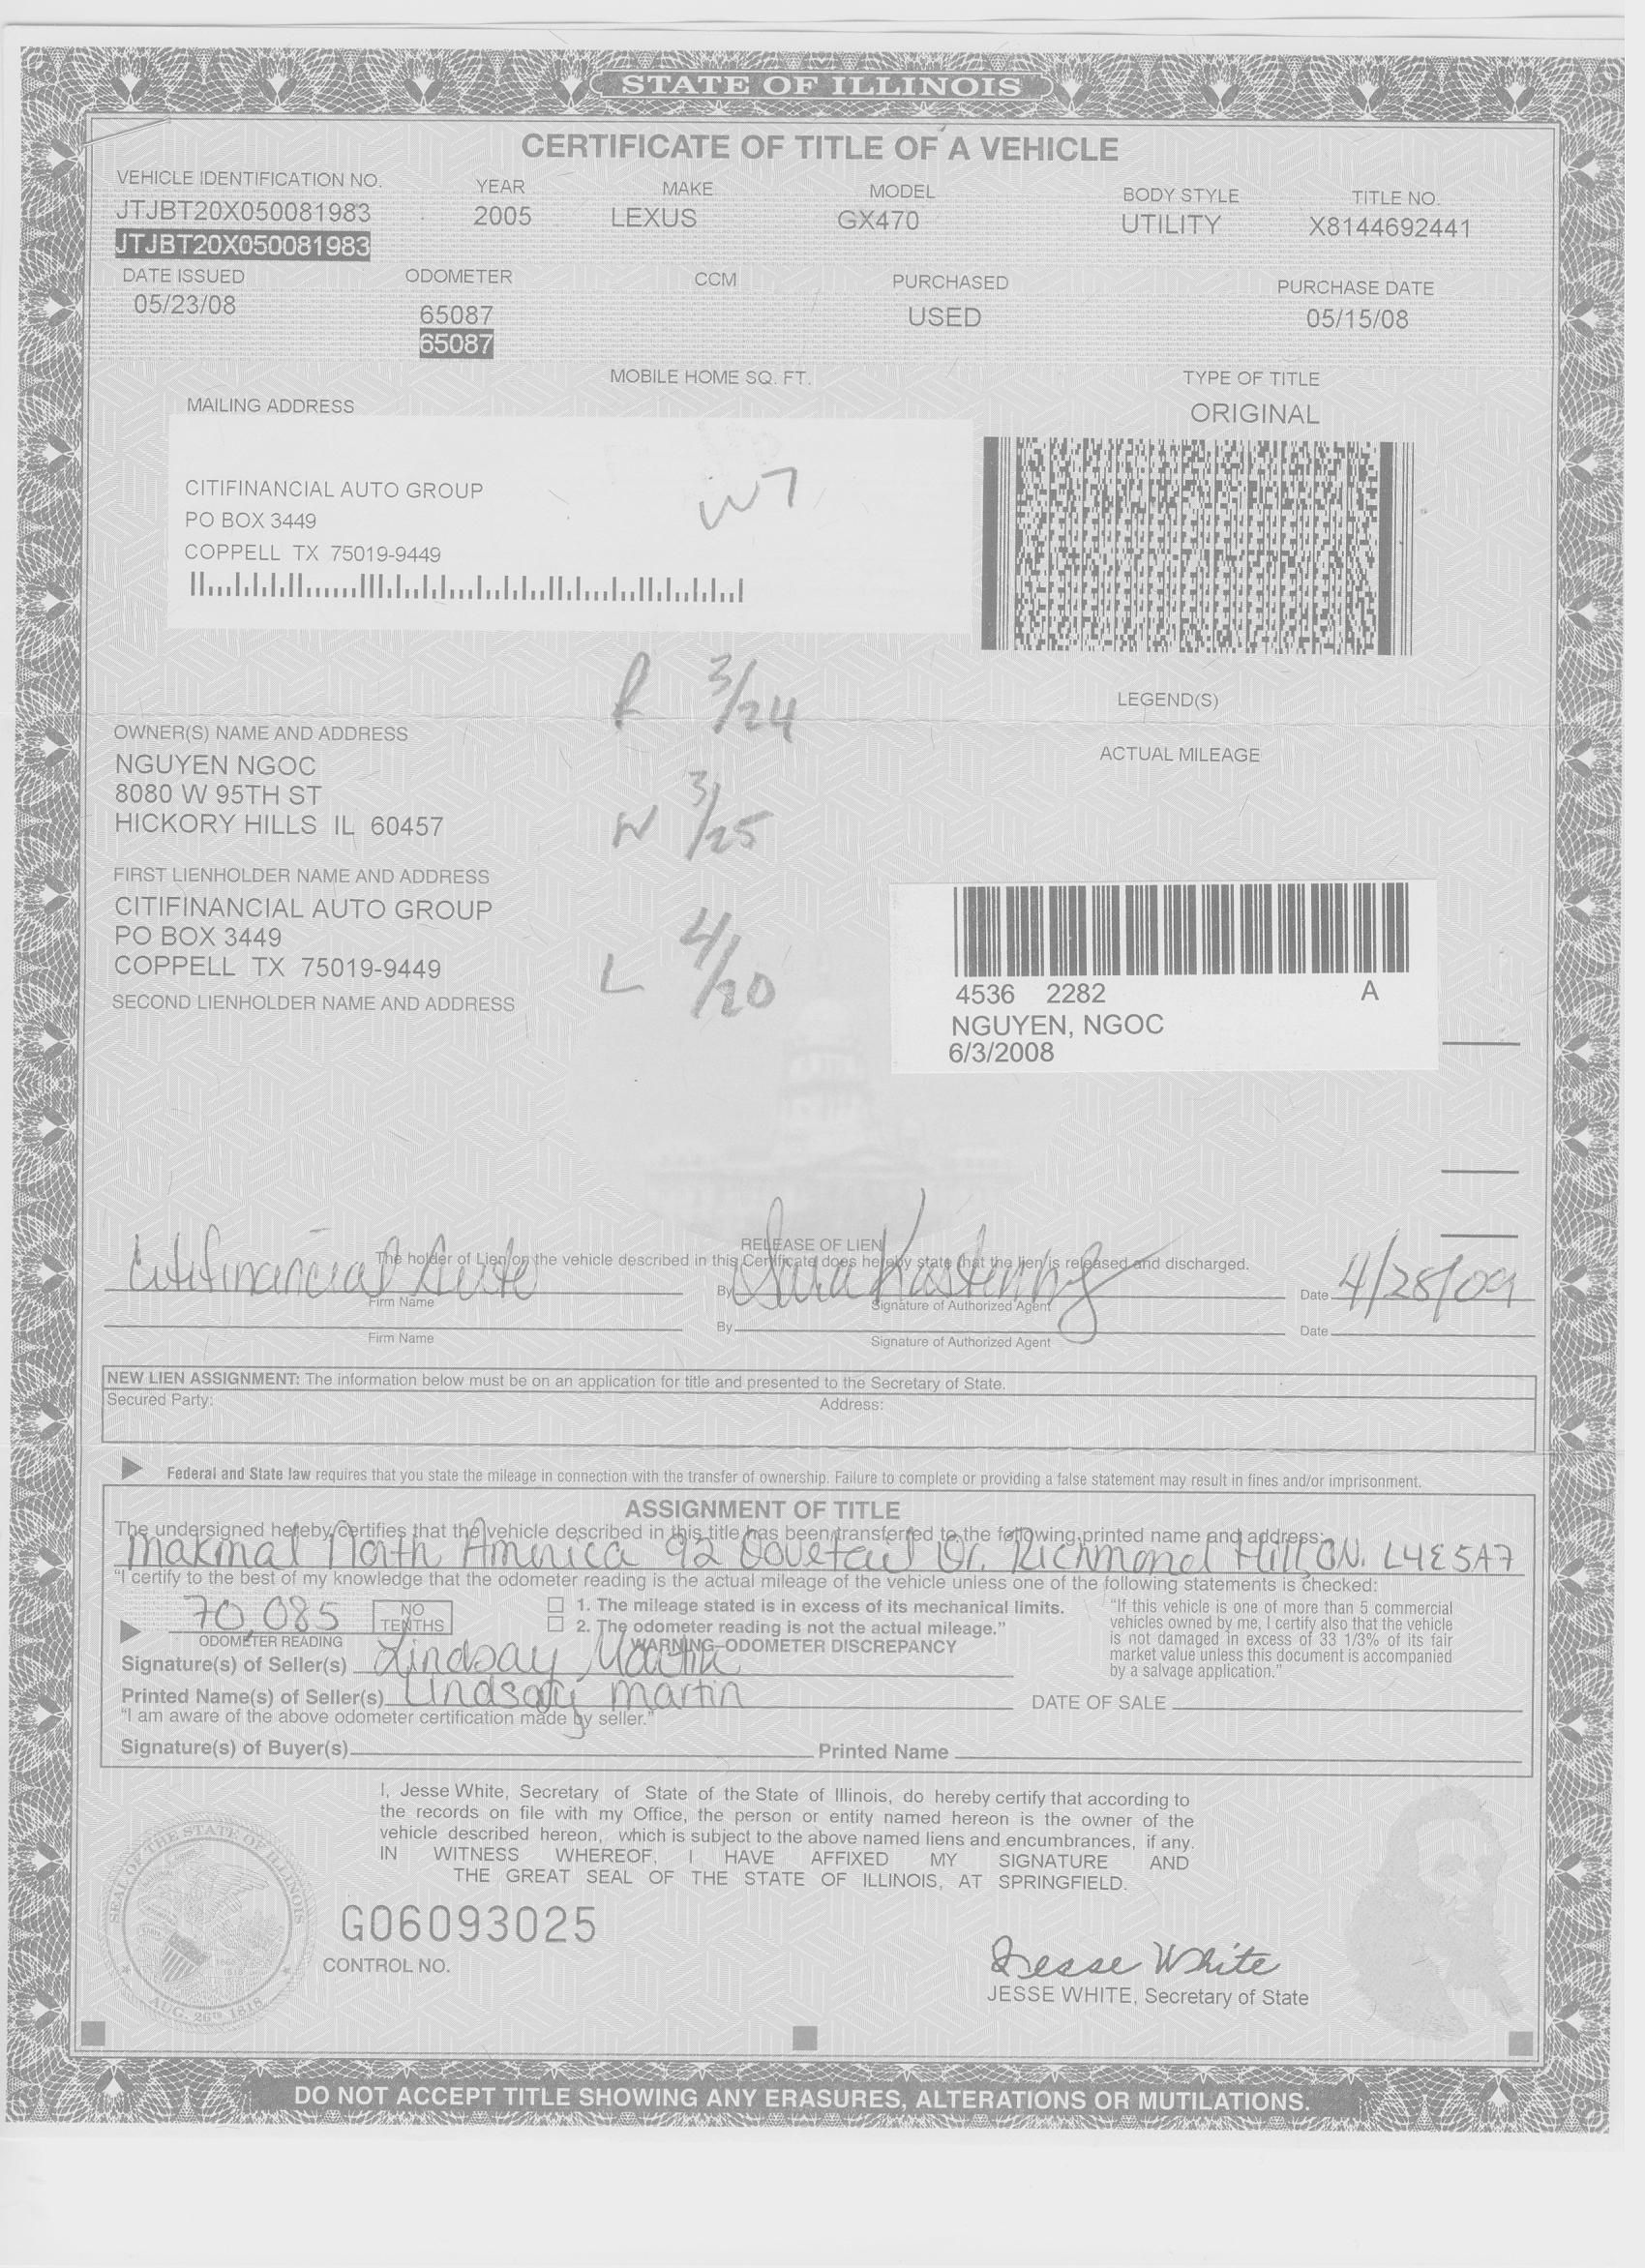 STATE OF ILLINOIS
CERTIFICATE OF TITLE OF A VEHICLE
VEHICLE IDENTIFICATION NO. YEAR MAKE MODEL BODY STYLE TITLE NO.
JTJBT20X050081983 2005 LEXUS GX470 UTILITY X8144692441
JTJBT20X050081983
DATE ISSUED ODOMETER CCM PURCHASED PURCHASE DATE
05/23/08 65087 USED 05/15/08
65087
MOBILE HOME SQ. FT. TYPE OF TITLE
MAILING ADDRESS ORIGINAL
CITIFINANCIAL AUTO GROUP
PO BOX 3449
COPPELL TX 75019-9449
R 3/24
LEGEND(S)
OWNER(S) NAME AND ADDRESS
ACTUAL MILEAGE
NGUYEN NGOC
8080 W 95TH ST
HICKORY HILLS IL 60457
N 3/25
FIRST LIENHOLDER NAME AND ADDRESS
CITIFINANCIAL AUTO GROUP
PO BOX 3449
COPPELL TX 75019-9449
L 4/20
SECOND LIENHOLDER NAME AND ADDRESS
4536 2282 A
NGUYEN, NGOC
6/3/2008
RELEASE OF LIEN
The holder of Lien on the vehicle described in this Certificate does hereby state that the lien is released and discharged.
Citifinancial Auto By Sara Date 4/28/09
Firm Name Signature of Authorized Agent
By Date
Firm Name Signature of Authorized Agent
NEW LIEN ASSIGNMENT: The information below must be on an application for title and presented to the Secretary of State.
Secured Party: Address:
Federal and State law requires that you state the mileage in connection with the transfer of ownership. Failure to complete or providing a false statement may result in fines and/or imprisonment.
ASSIGNMENT OF TITLE
The undersigned hereby certifies that the vehicle described in this title has been transferred to the following printed name and address:
Makmal North America 92 Dovetail Dr. Richmond Hill, ON. L4E5A7
"I certify to the best of my knowledge that the odometer reading is the actual mileage of the vehicle unless one of the following statements is checked:
70,085 NO TENTHS
ODOMETER READING
1. The mileage stated is in excess of its mechanical limits.
2. The odometer reading is not the actual mileage."
WARNING-ODOMETER DISCREPANCY
"If this vehicle is one of more than 5 commercial
vehicles owned by me, I certify also that the vehicle
is not damaged in excess of 33 1/3% of its fair
market value unless this document is accompanied
by a salvage application."
Signature(s) of Seller(s) Lindsay Martin
Printed Name(s) of Seller(s) Lindsay Martin DATE OF SALE
"I am aware of the above odometer certification made by seller."
Signature(s) of Buyer(s) Printed Name
I, Jesse White, Secretary of State of the State of Illinois, do hereby certify that according to
the records on file with my Office, the person or entity named hereon is the owner of the
vehicle described hereon, which is subject to the above named liens and encumbrances, if any.
IN WITNESS WHEREOF, I HAVE AFFIXED MY SIGNATURE AND
THE GREAT SEAL OF THE STATE OF ILLINOIS, AT SPRINGFIELD.
SEAL OF THE STATE OF ILLINOIS
AUG. 26TH 1818
G06093025
CONTROL NO.
Jesse White
JESSE WHITE, Secretary of State
DO NOT ACCEPT TITLE SHOWING ANY ERASURES, ALTERATIONS OR MUTILATIONS.